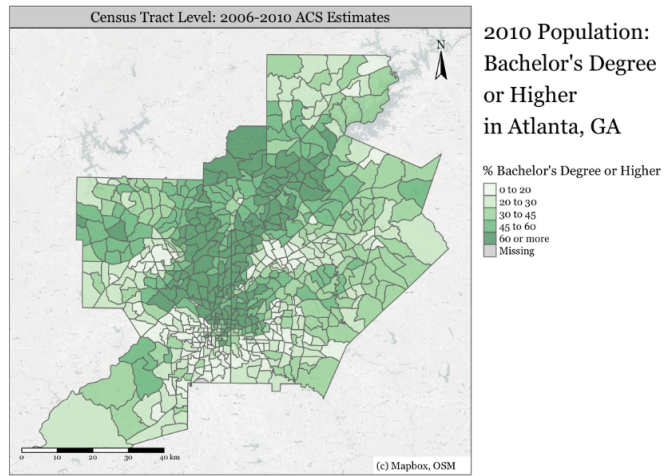 Census Tract Level: 2006-2010 ACS Estimates
2010 Population:
Bachelor's Degree
or Higher
in Atlanta, GA
N
% Bachelor's Degree or Higher
0 to 20
20 to 30
30 to 45
45 to 60
60 or more
Missing
0 10 20 30 40 km
(c) Mapbox, OSM